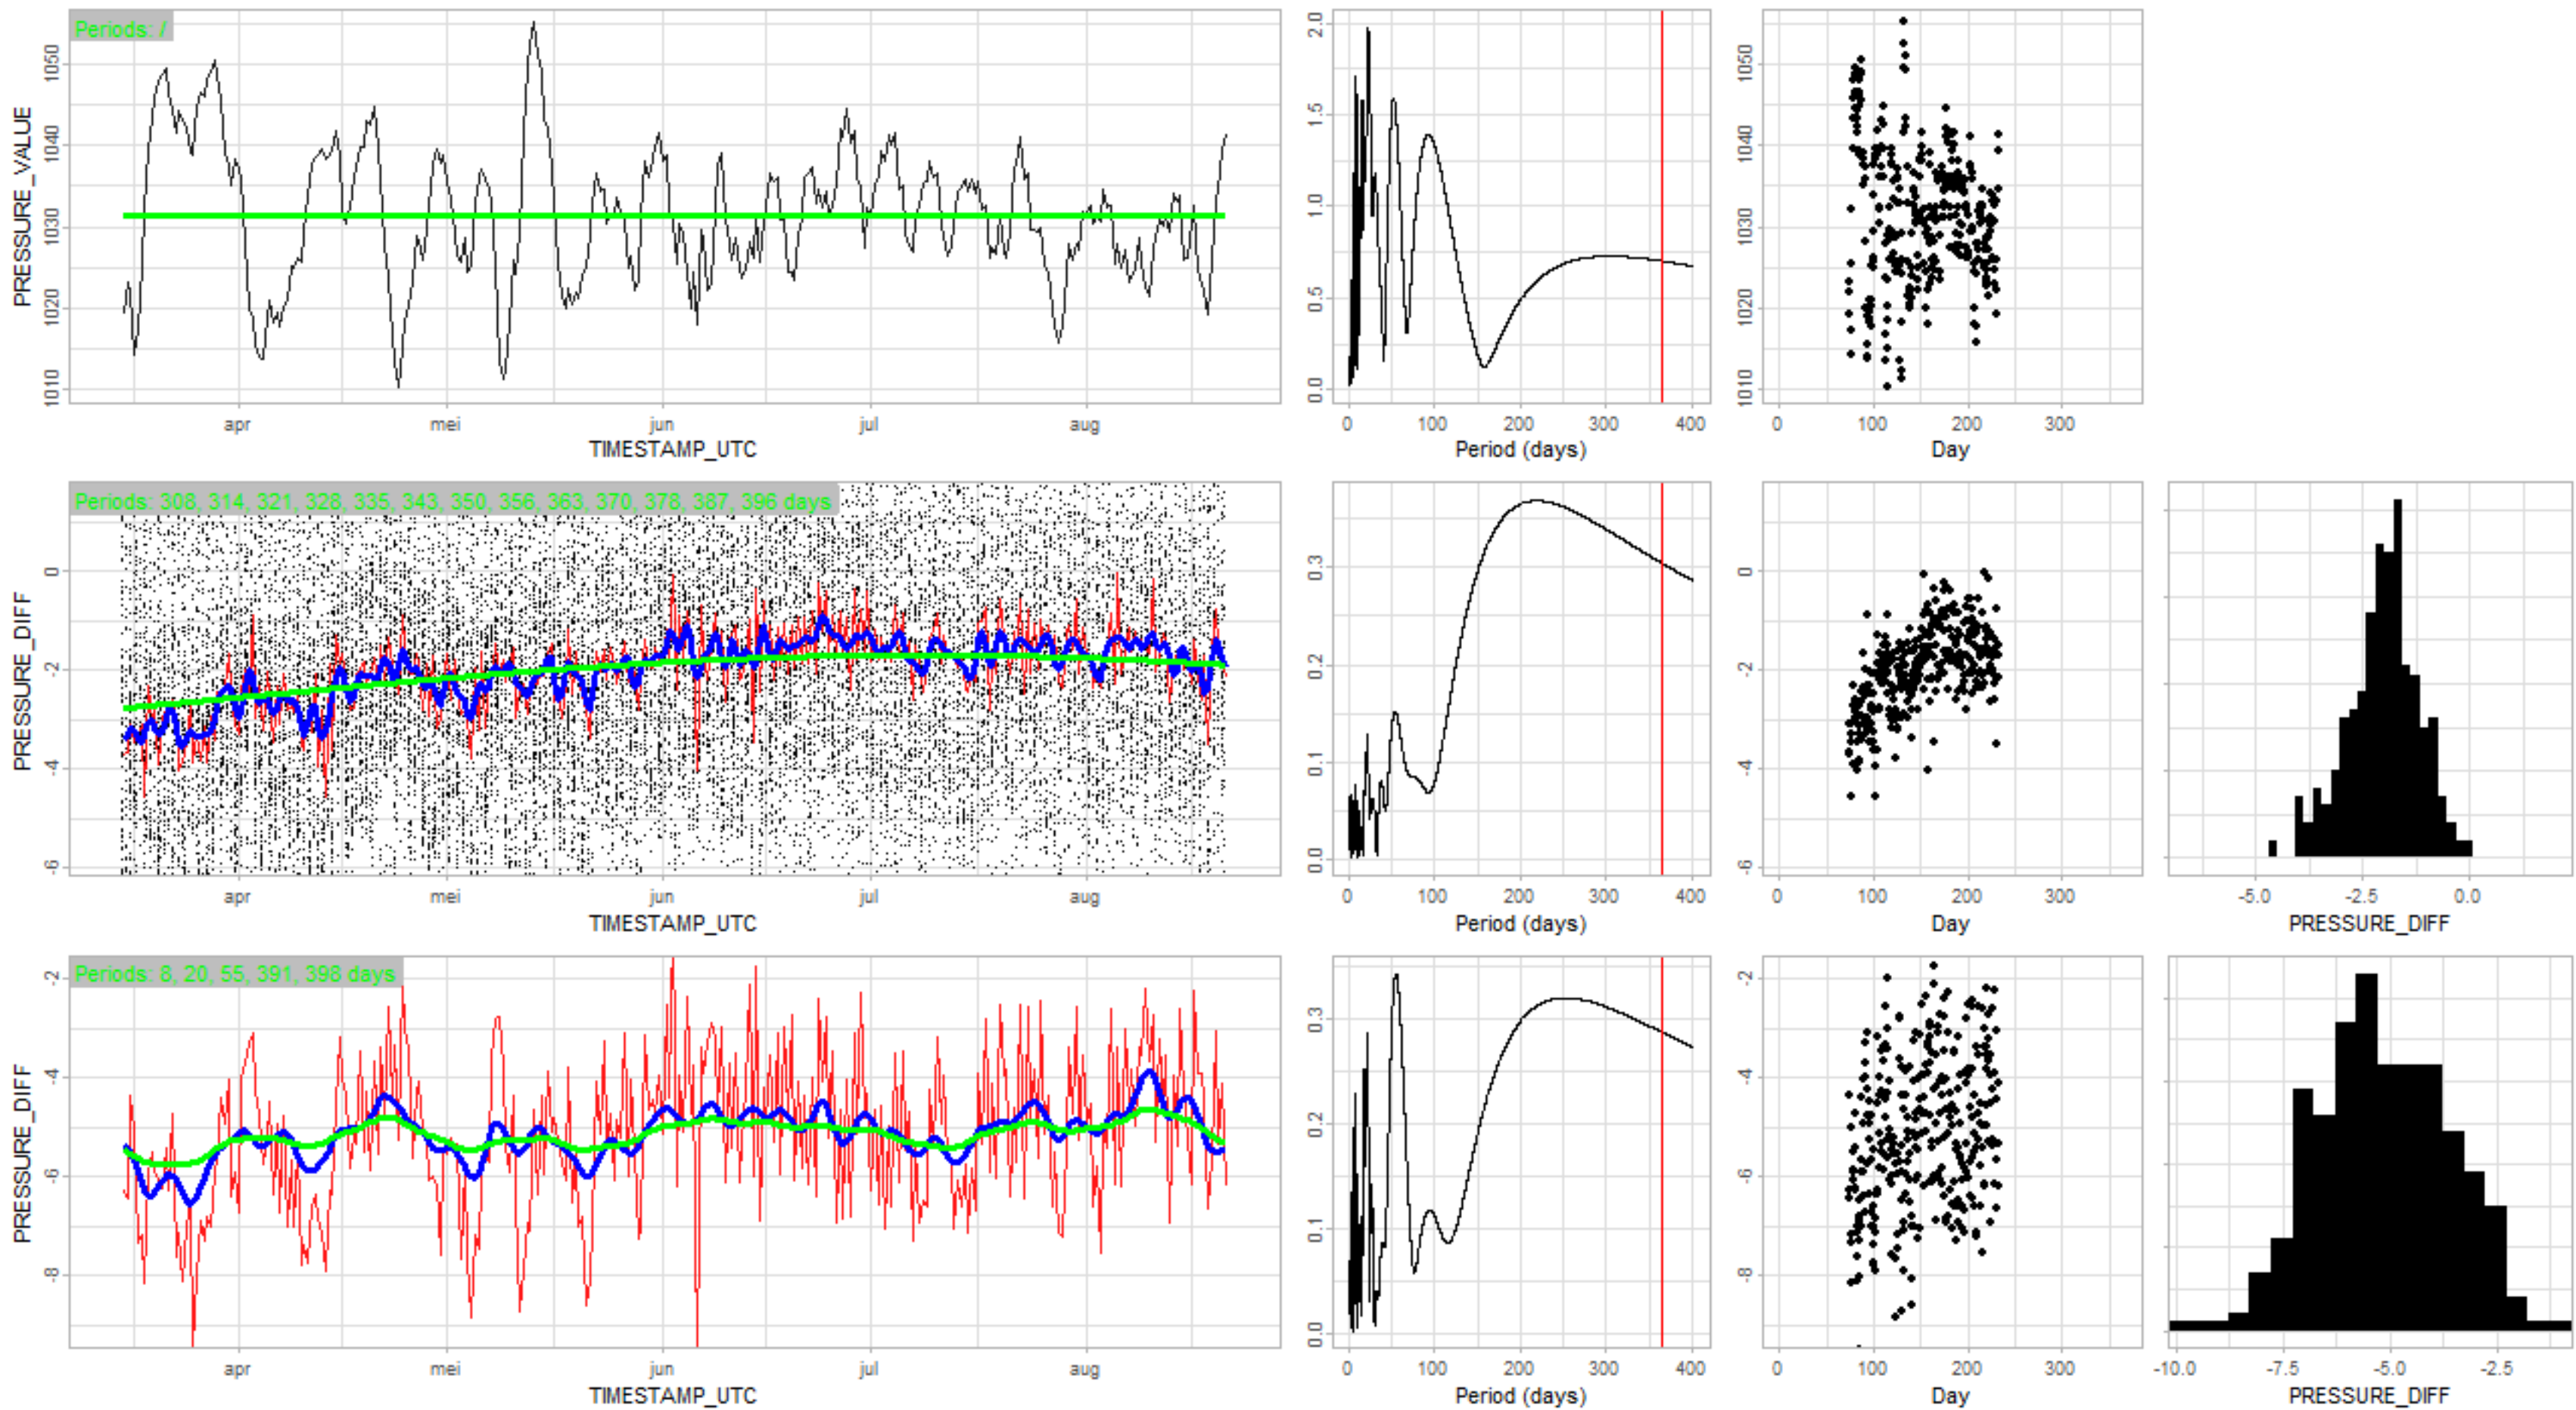 Periods: /
PRESSURE_VALUE
1010 1020 1030 1040 1050
apr mei jun jul aug
TIMESTAMP_UTC
0.0 0.5 1.0 1.5 2.0
0 100 200 300 400
Period (days)
1010 1020 1030 1040 1050
0 100 200 300
Day
Periods: 308, 314, 321, 328, 335, 343, 350, 356, 363, 370, 378, 387, 396 days
PRESSURE_DIFF
-6 -4 -2 0
apr mei jun jul aug
TIMESTAMP_UTC
0.0 0.1 0.2 0.3
0 100 200 300 400
Period (days)
-6 -4 -2 0
0 100 200 300
Day
-5.0 -2.5 0.0
PRESSURE_DIFF
Periods: 8, 20, 55, 391, 398 days
PRESSURE_DIFF
-8 -6 -4 -2
apr mei jun jul aug
TIMESTAMP_UTC
0.0 0.1 0.2 0.3
0 100 200 300 400
Period (days)
-8 -6 -4 -2
0 100 200 300
Day
-10.0 -7.5 -5.0 -2.5
PRESSURE_DIFF